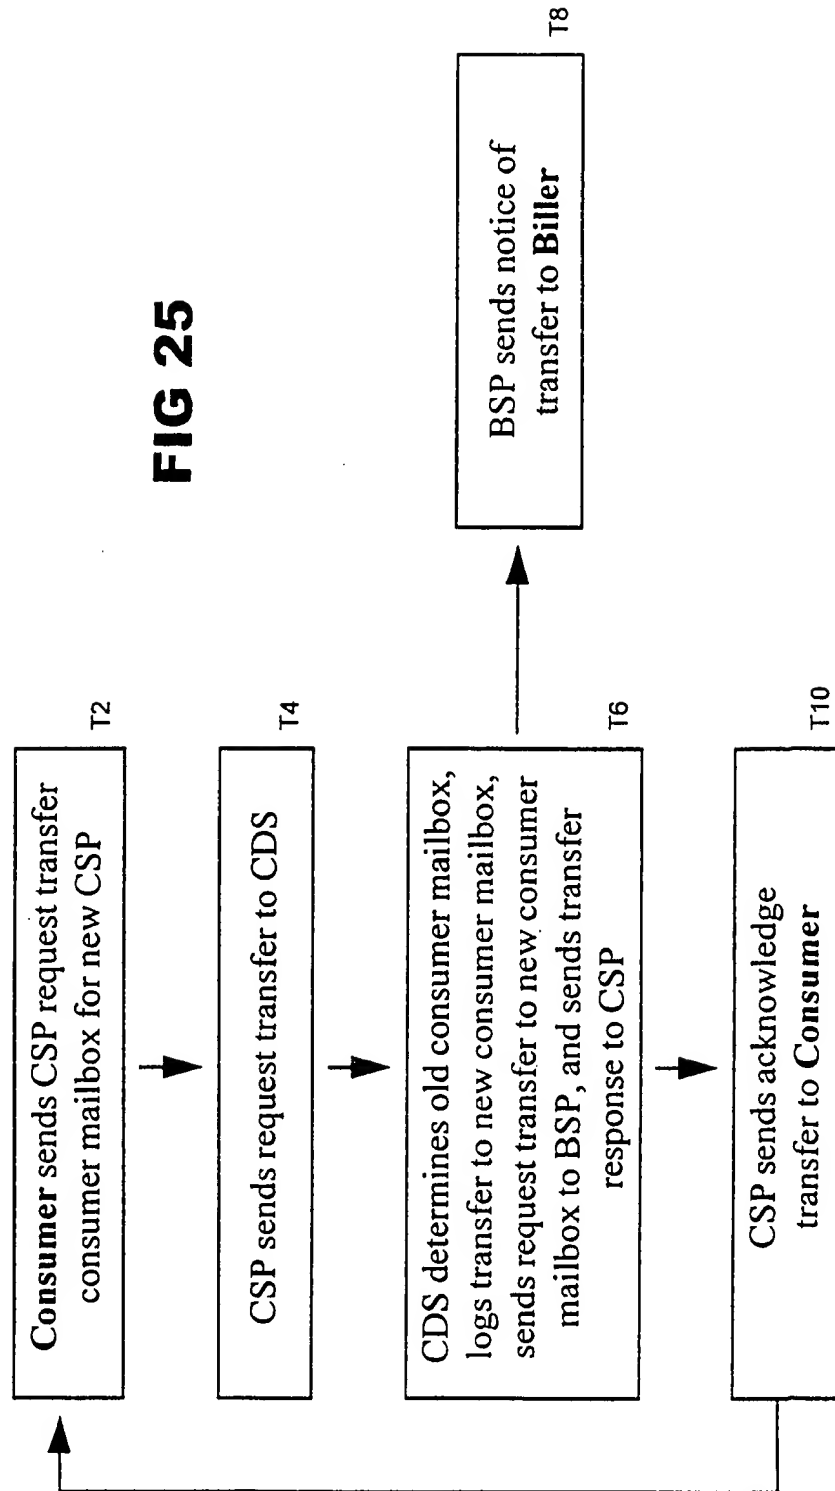 FIG 25
Consumer sends CSP request transfer
consumer mailbox for new CSP
T2
CSP sends request transfer to CDS
T4
CDS determines old consumer mailbox,
logs transfer to new consumer mailbox,
sends request transfer to new consumer
mailbox to BSP, and sends transfer
response to CSP
T6
BSP sends notice of
transfer to Biller
T8
CSP sends acknowledge
transfer to Consumer
T10